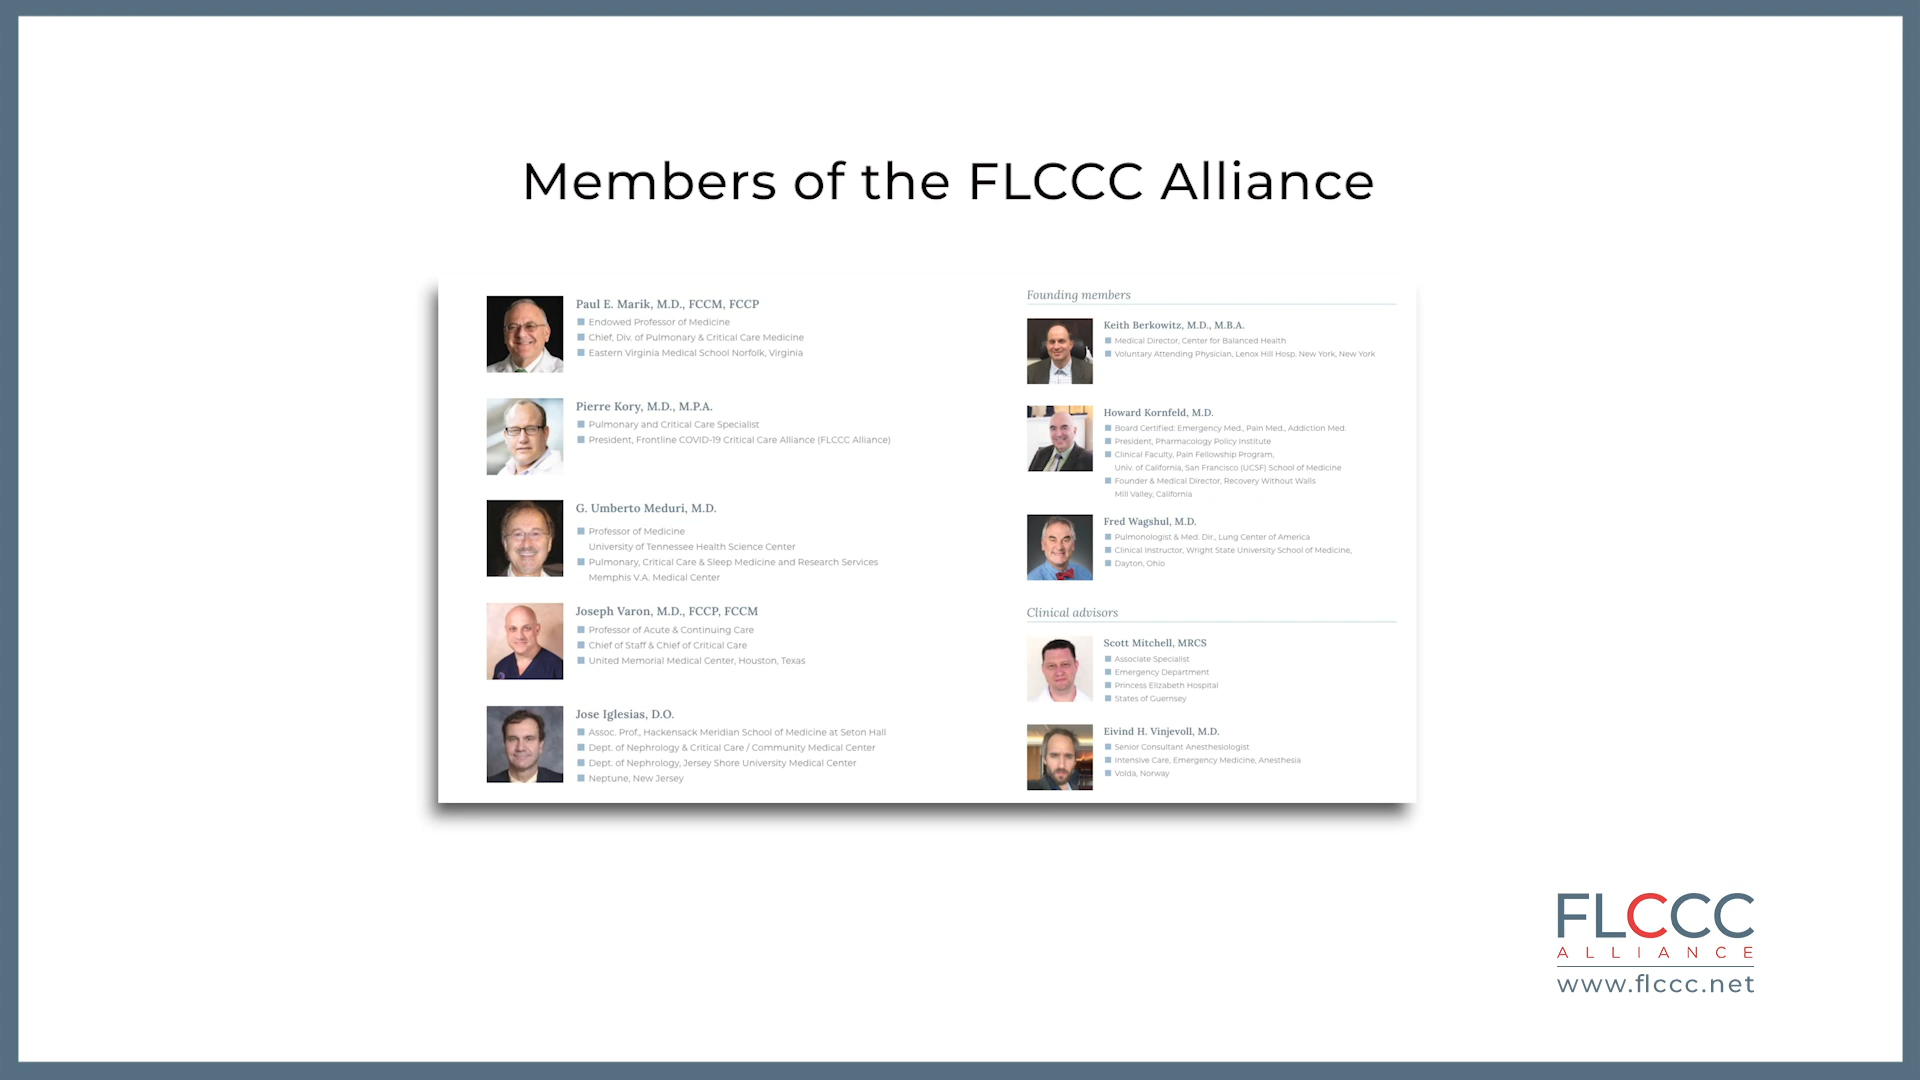 Members of the FLCCC Alliance
Paul E. Marik, M.D., FCCM, FCCP
Endowed Professor of Medicine
Chief, Div. of Pulmonary & Critical Care Medicine
Eastern Virginia Medical School Norfolk, Virginia
Pierre Kory, M.D., M.P.A.
Pulmonary and Critical Care Specialist
President, Frontline COVID-19 Critical Care Alliance (FLCCC Alliance)
G. Umberto Meduri, M.D.
Professor of Medicine
University of Tennessee Health Science Center
Pulmonary, Critical Care & Sleep Medicine and Research Services
Memphis V.A. Medical Center
Joseph Varon, M.D., FCCP, FCCM
Professor of Acute & Continuing Care
Chief of Staff & Chief of Critical Care
United Memorial Medical Center, Houston, Texas
Jose Iglesias, D.O.
Assoc. Prof., Hackensack Meridian School of Medicine at Seton Hall
Dept. of Nephrology & Critical Care / Community Medical Center
Dept. of Nephrology, Jersey Shore University Medical Center
Neptune, New Jersey
Founding members
Keith Berkowitz, M.D., M.B.A.
Medical Director, Center for Balanced Health
Voluntary Attending Physician, Lenox Hill Hosp. New York, New York
Howard Kornfeld, M.D.
Board Certified: Emergency Med., Pain Med., Addiction Med.
President, Pharmacology Policy Institute
Clinical Faculty, Pain Fellowship Program,
Univ. of California, San Francisco (UCSF) School of Medicine
Founder & Medical Director, Recovery Without Walls
Mill Valley, California
Fred Wagshul, M.D.
Pulmonologist & Med. Dir., Lung Center of America
Clinical Instructor, Wright State University School of Medicine,
Dayton, Ohio
Clinical advisors
Scott Mitchell, MRCS
Associate Specialist
Emergency Department
Princess Elizabeth Hospital
States of Guernsey
Eivind H. Vinjevoll, M.D.
Senior Consultant Anesthesiologist
Intensive Care, Emergency Medicine, Anesthesia
Volda, Norway
FLCCC
ALLIANCE
www.flccc.net